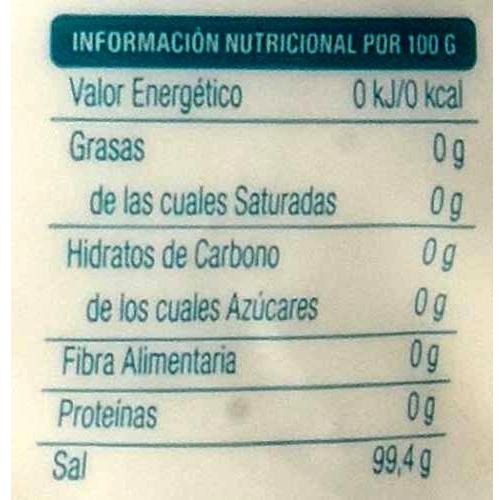 INFORMACIÓN NUTRICIONAL POR 100 G
Valor Energético 0 kJ/0 kcal
Grasas 0 g
de las cuales Saturadas 0 g
Hidratos de Carbono 0 g
de los cuales Azúcares 0 g
Fibra Alimentaria 0 g
Proteínas 0 g
Sal 99,4 g